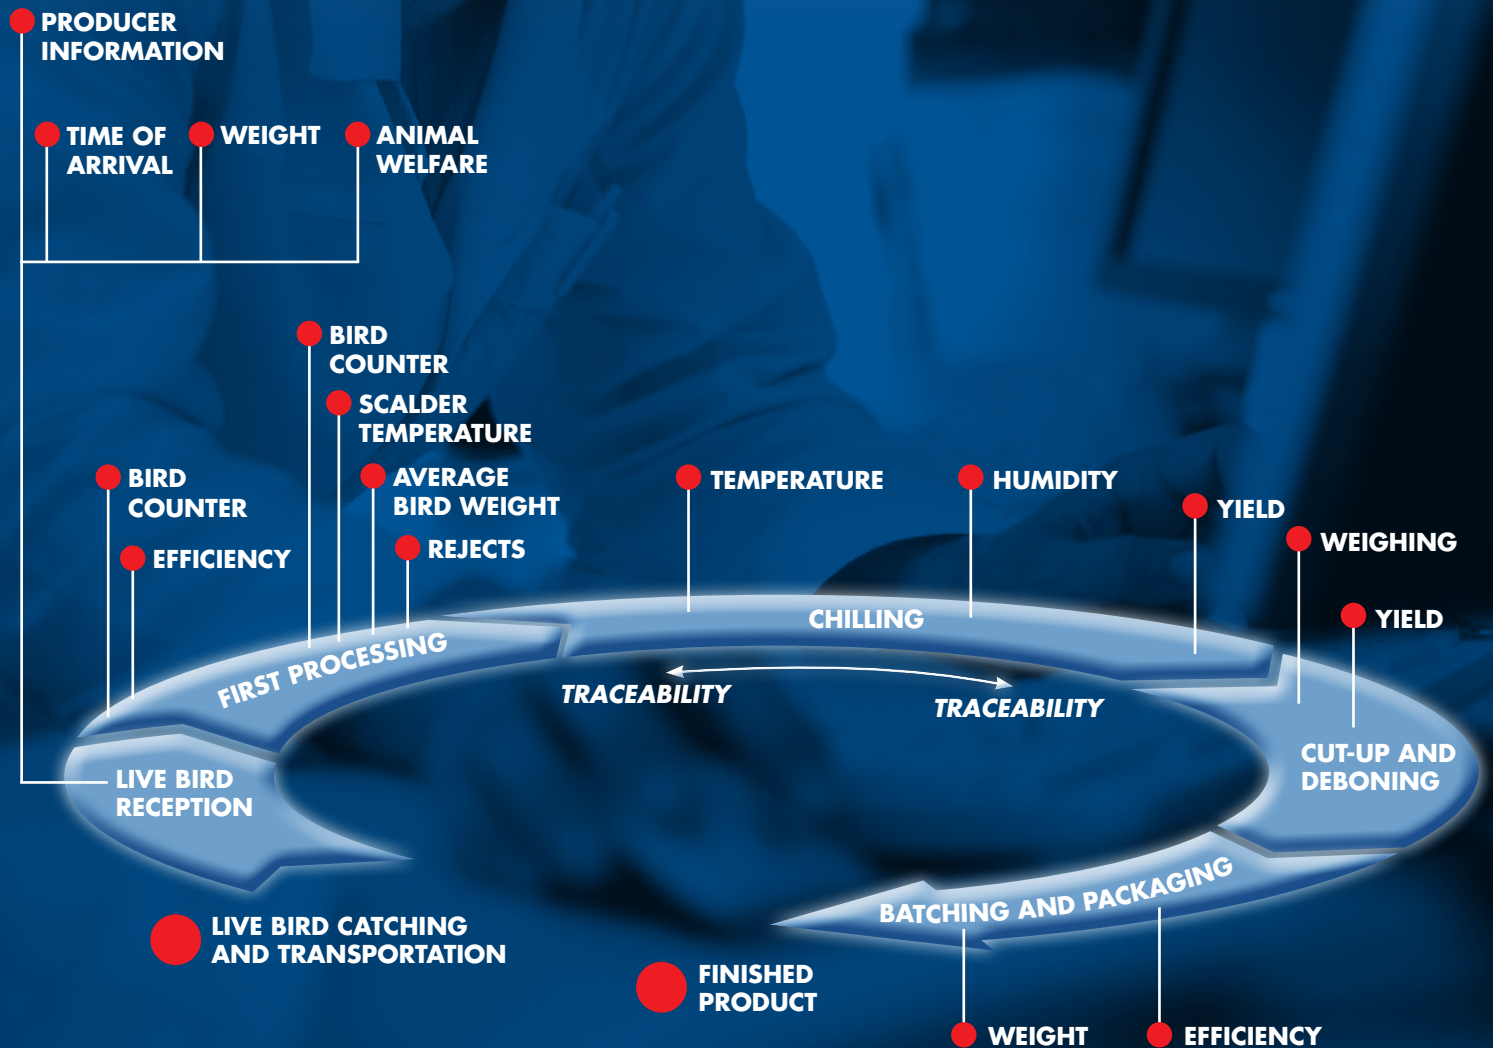 PRODUCER
INFORMATION
TIME OF
ARRIVAL
WEIGHT
ANIMAL
WELFARE
BIRD
COUNTER
SCALDER
TEMPERATURE
BIRD
COUNTER
AVERAGE
BIRD WEIGHT
TEMPERATURE
HUMIDITY
YIELD
EFFICIENCY
REJECTS
WEIGHING
YIELD
CHILLING
FIRST PROCESSING
TRACEABILITY
TRACEABILITY
LIVE BIRD
RECEPTION
CUT-UP AND
DEBONING
BATCHING AND PACKAGING
LIVE BIRD CATCHING
AND TRANSPORTATION
FINISHED
PRODUCT
WEIGHT
EFFICIENCY